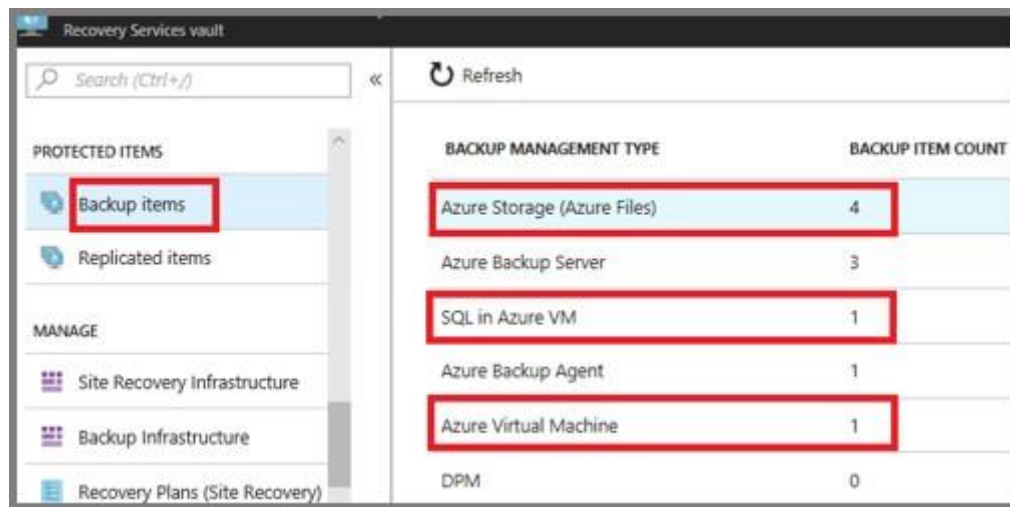 Recovery Services vault
Search (Ctrl+/)
«
Refresh
PROTECTED ITEMS
Backup items
Replicated items
MANAGE
Site Recovery Infrastructure
Backup Infrastructure
Recovery Plans (Site Recovery)
BACKUP MANAGEMENT TYPE BACKUP ITEM COUNT
Azure Storage (Azure Files) 4
Azure Backup Server 3
SQL in Azure VM 1
Azure Backup Agent 1
Azure Virtual Machine 1
DPM 0